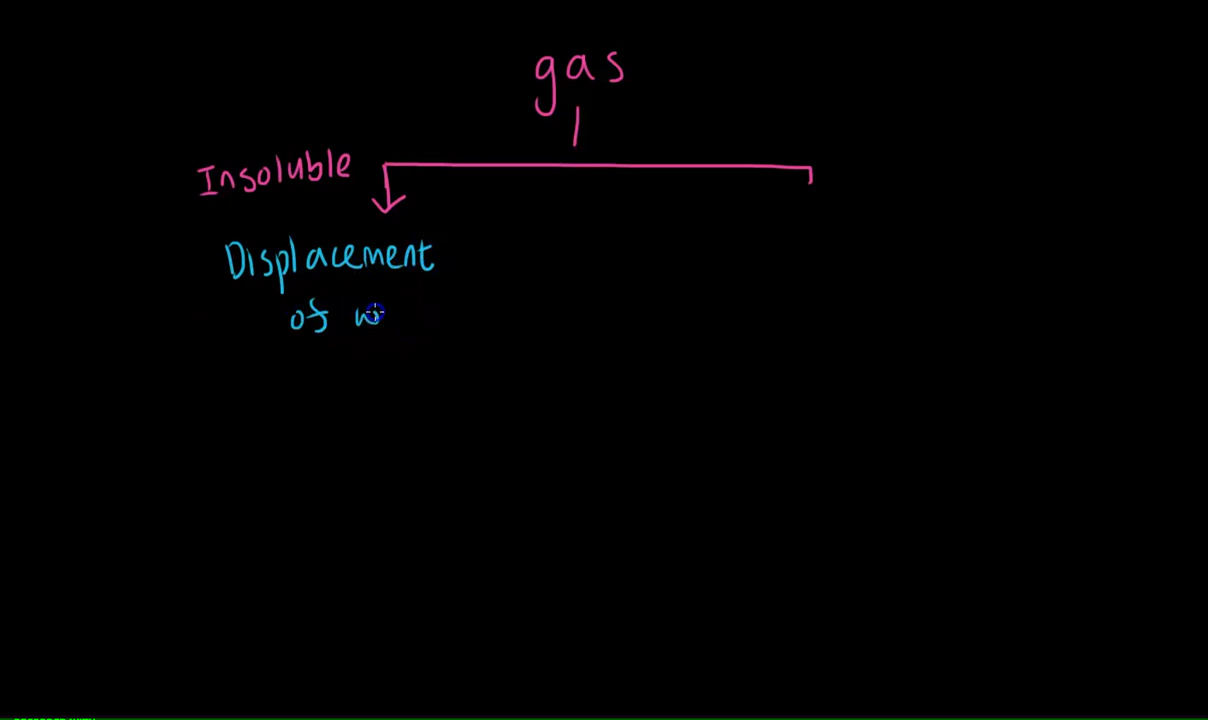 gas
Insoluble
Displacement
of w